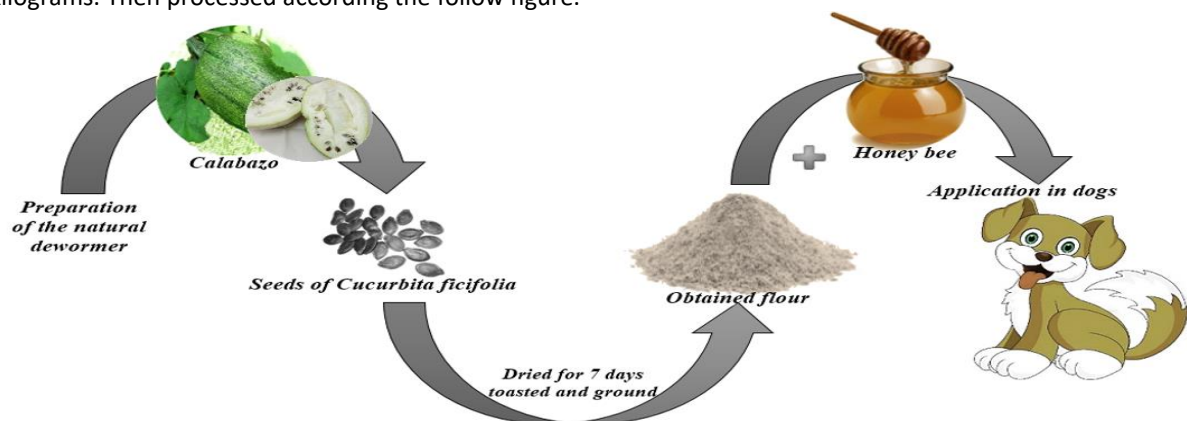 kilograms. Then processed according the follow figure.
Calabazo
Preparation
of the natural
dewormer
Seeds of Cucurbita ficifolia
Dried for 7 days
toasted and ground
Obtained flour
Honey bee
Application in dogs